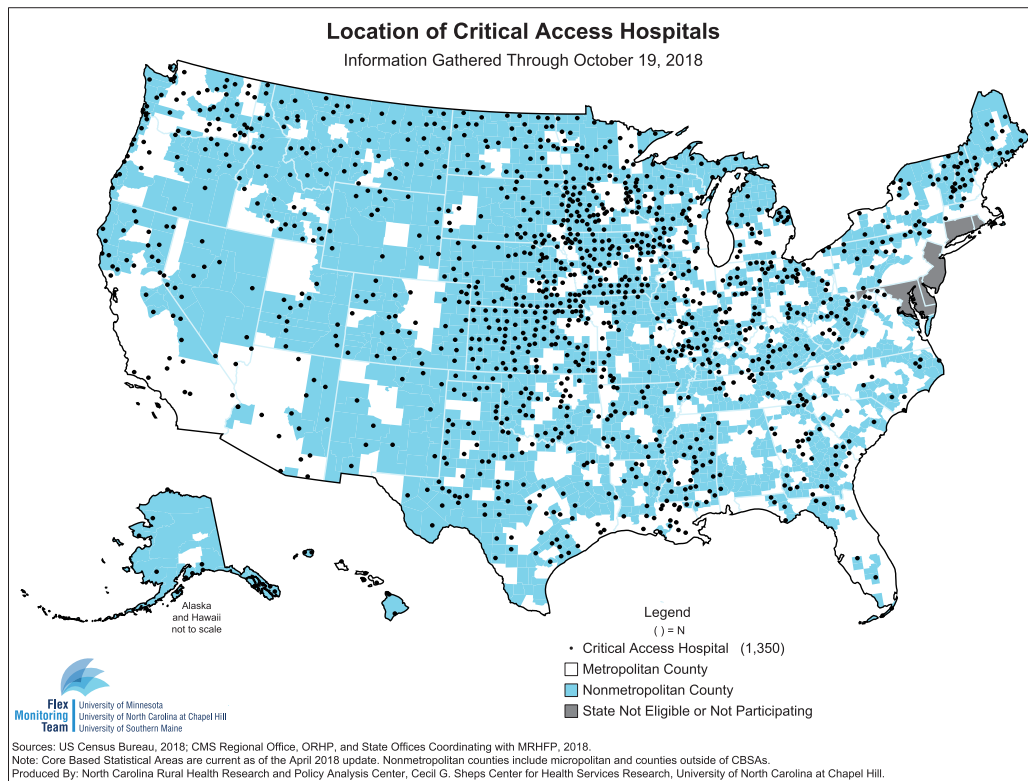 Location of Critical Access Hospitals
Information Gathered Through October 19, 2018
Alaska
and Hawaii
not to scale
Legend
( ) = N
Critical Access Hospital (1,350)
Metropolitan County
Nonmetropolitan County
State Not Eligible or Not Participating
Flex
Monitoring
Team
University of Minnesota
University of North Carolina at Chapel Hill
University of Southern Maine
Sources: US Census Bureau, 2018; CMS Regional Office, ORHP, and State Offices Coordinating with MRHFP, 2018.
Note: Core Based Statistical Areas are current as of the April 2018 update. Nonmetropolitan counties include micropolitan and counties outside of CBSAs.
Produced By: North Carolina Rural Health Research and Policy Analysis Center, Cecil G. Sheps Center for Health Services Research, University of North Carolina at Chapel Hill.